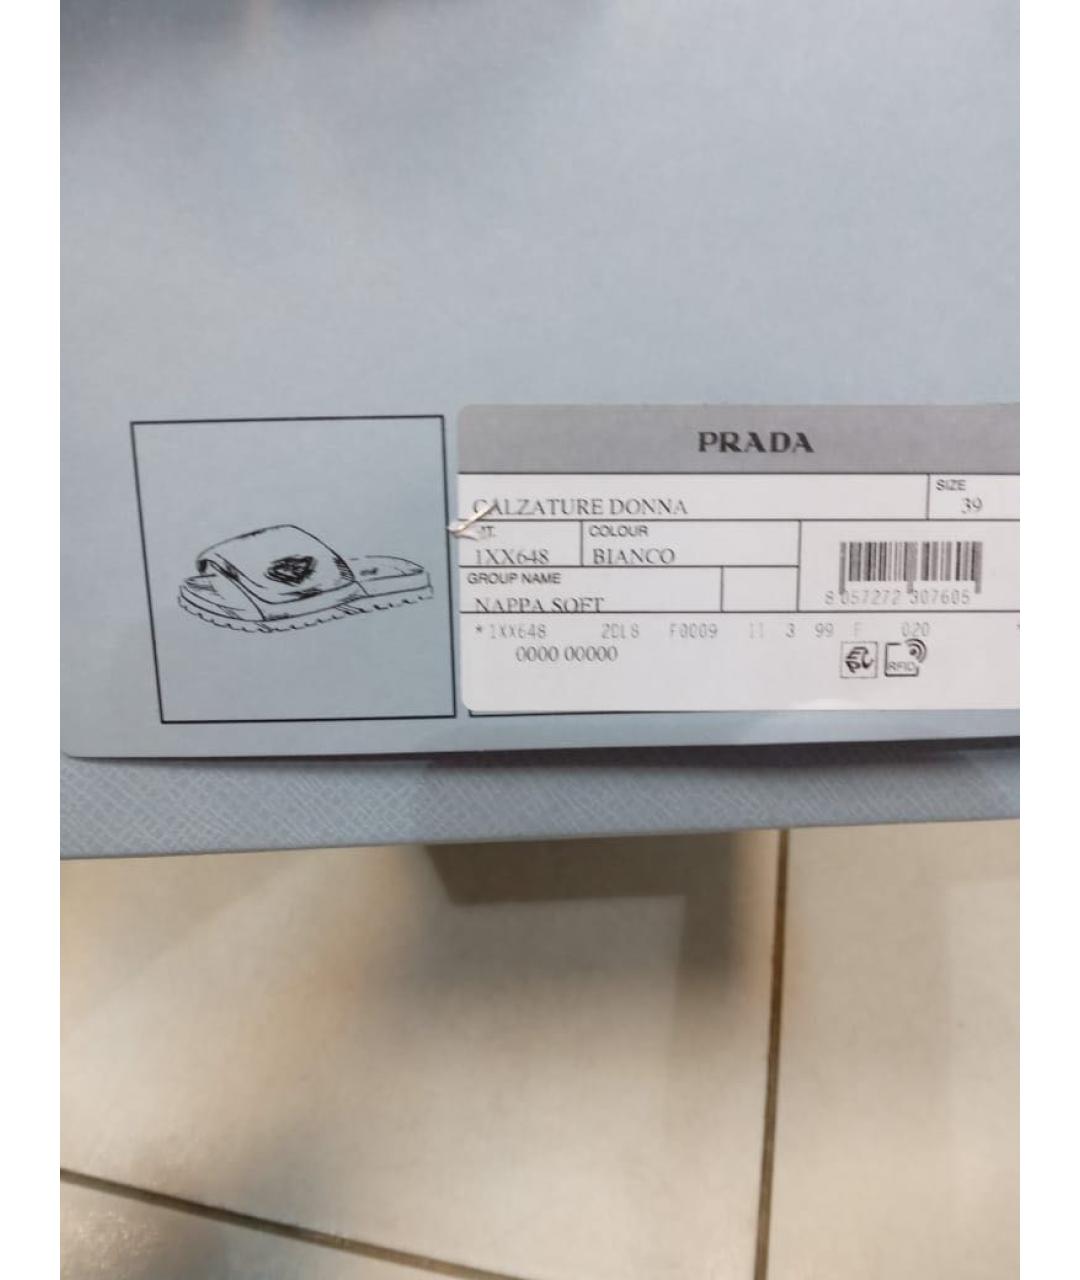 PRADA
CALZATURE DONNA
SIZE
39
COLOUR
1XX648
BIANCO
GROUP NAME
NAPPA SOFT
8 057272 307605
*1XX648 2DL8 F0009 11 3 99 F 020 *
0000 00000
RFID